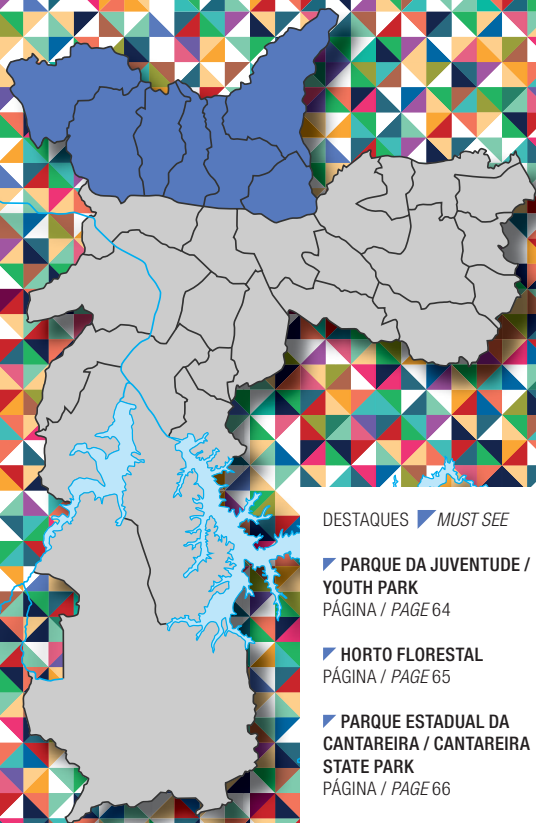 DESTAQUES MUST SEE
PARQUE DA JUVENTUDE /
YOUTH PARK
PÁGINA / PAGE 64
HORTO FLORESTAL
PÁGINA / PAGE 65
PARQUE ESTADUAL DA
CANTAREIRA / CANTAREIRA
STATE PARK
PÁGINA / PAGE 66